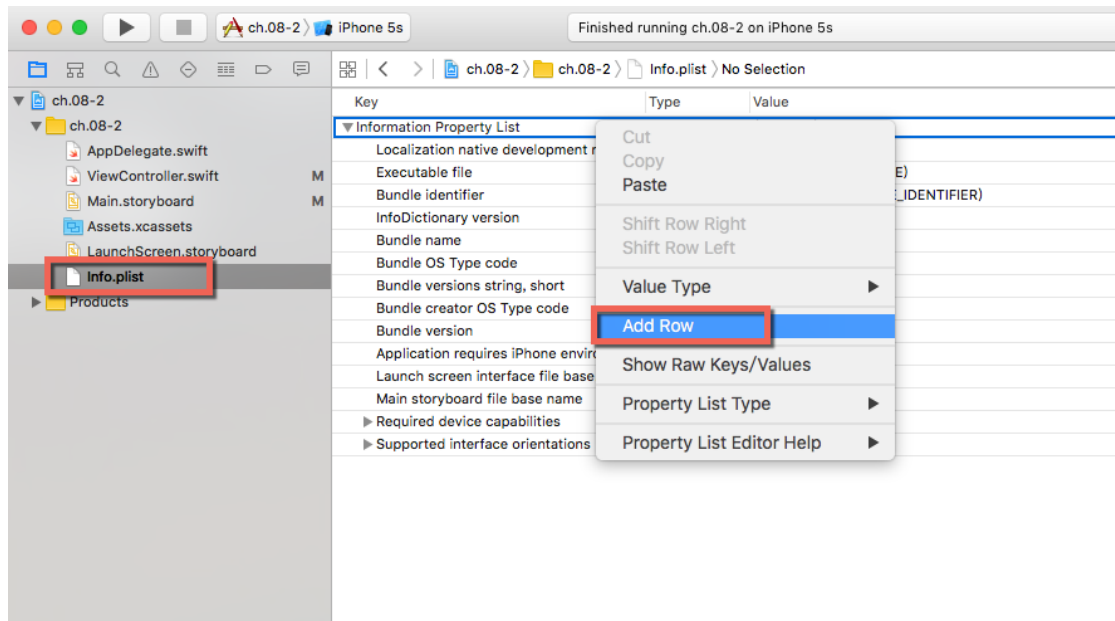 ch.08-2 〉 iPhone 5s
Finished running ch.08-2 on iPhone 5s
ch.08-2 〉 ch.08-2 〉 Info.plist 〉 No Selection
ch.08-2
ch.08-2
AppDelegate.swift
ViewController.swift M
Main.storyboard M
Assets.xcassets
LaunchScreen.storyboard
Info.plist
Products
Key Type Value
Information Property List
Localization native development r
Executable file E)
Bundle identifier _IDENTIFIER)
InfoDictionary version
Bundle name
Bundle OS Type code
Bundle versions string, short
Bundle creator OS Type code
Bundle version
Application requires iPhone enviro
Launch screen interface file base
Main storyboard file base name
Required device capabilities
Supported interface orientations
Cut
Copy
Paste
Shift Row Right
Shift Row Left
Value Type
Add Row
Show Raw Keys/Values
Property List Type
Property List Editor Help